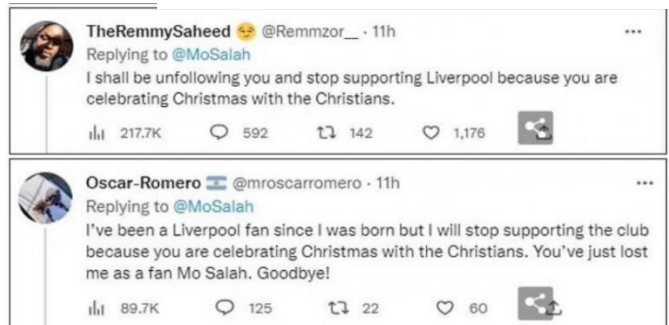 TheRemmySaheed 😏 @Remmzor__ · 11h
Replying to @MoSalah
I shall be unfollowing you and stop supporting Liverpool because you are
celebrating Christmas with the Christians.
217.7K 592 142 1,176
Oscar-Romero 🇦🇷 @mroscarromero · 11h
Replying to @MoSalah
I've been a Liverpool fan since I was born but I will stop supporting the club
because you are celebrating Christmas with the Christians. You've just lost
me as a fan Mo Salah. Goodbye!
89.7K 125 22 60